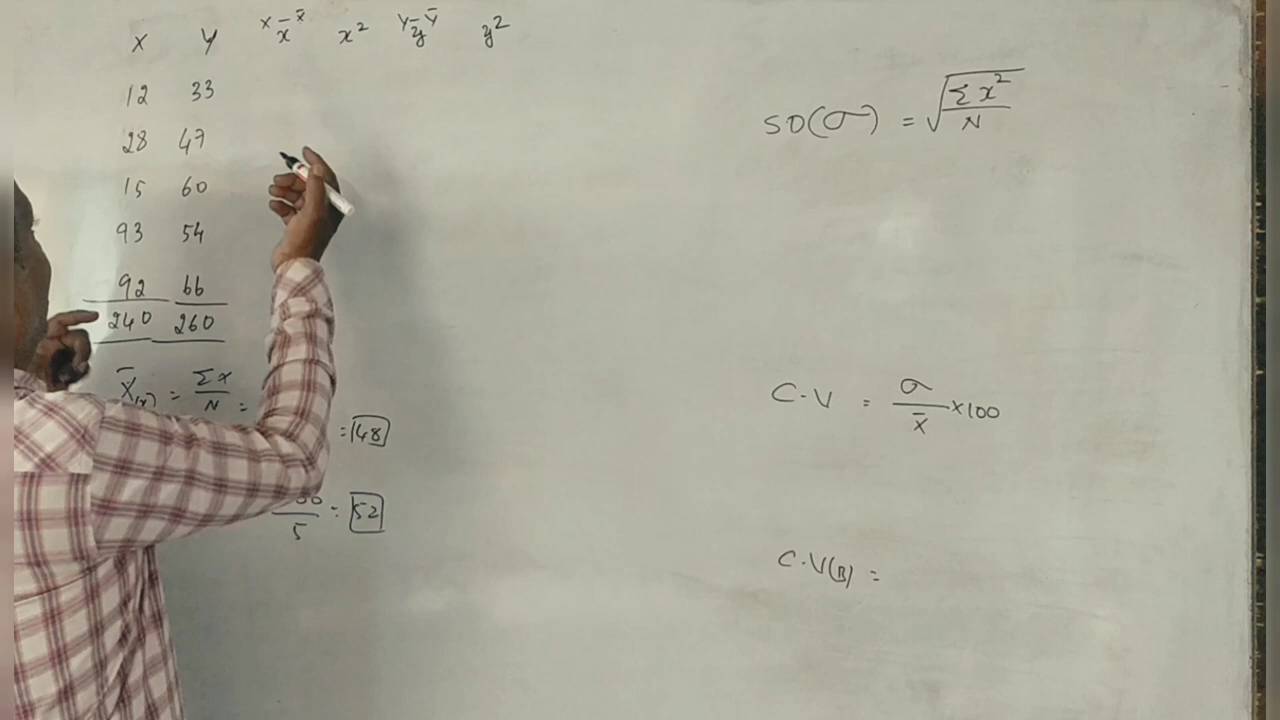 X Y X-X̄ x x² Y-Ȳ y y²
12 33
28 47
15 60
93 54
92 66
240 260
X̄(x) = Σx/N =
= 48
/5 = 52
SD(σ) = √Σx²/N
C.V = σ/x̄ ×100
C.V(B) =